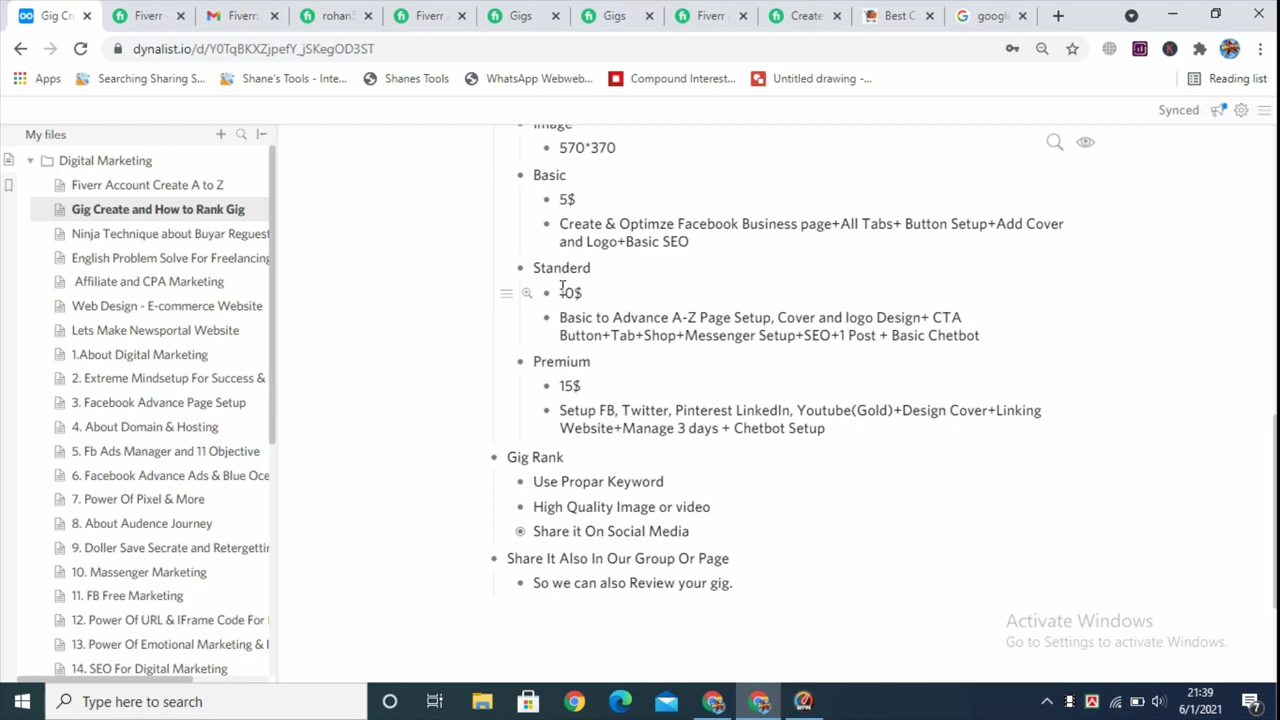 Gig Cr
Fiverr -
Fiverr:
rohan5
Fiverr /
Gigs
Gigs
Fiverr /
Create
Best C
google
dynalist.io/d/Y0TqBKXZjpefY_jSKegOD3ST
Apps
Searching Sharing S...
Shane's Tools - Inte...
Shanes Tools
WhatsApp Webweb...
Compound Interest...
Untitled drawing -...
Reading list
Synced
My files
Digital Marketing
Fiverr Account Create A to Z
Gig Create and How to Rank Gig
Ninja Technique about Buyar Reguest
English Problem Solve For Freelancing
Affiliate and CPA Marketing
Web Design - E-commerce Website
Lets Make Newsportal Website
1.About Digital Marketing
2. Extreme Mindsetup For Success &
3. Facebook Advance Page Setup
4. About Domain & Hosting
5. Fb Ads Manager and 11 Objective
6. Facebook Advance Ads & Blue Oce
7. Power Of Pixel & More
8. About Audence Journey
9. Doller Save Secrate and Retergettin
10. Massenger Marketing
11. FB Free Marketing
12. Power Of URL & IFrame Code For
13. Power Of Emotional Marketing & I
14. SEO For Digital Marketing
Image
570*370
Basic
5$
Create & Optimze Facebook Business page+All Tabs+ Button Setup+Add Cover
and Logo+Basic SEO
Standerd
10$
Basic to Advance A-Z Page Setup, Cover and logo Design+ CTA
Button+Tab+Shop+Messenger Setup+SEO+1 Post + Basic Chetbot
Premium
15$
Setup FB, Twitter, Pinterest LinkedIn, Youtube(Gold)+Design Cover+Linking
Website+Manage 3 days + Chetbot Setup
Gig Rank
Use Propar Keyword
High Quality Image or video
Share it On Social Media
Share It Also In Our Group Or Page
So we can also Review your gig.
Activate Windows
Go to Settings to activate Windows.
Type here to search
21:39
6/1/2021
7